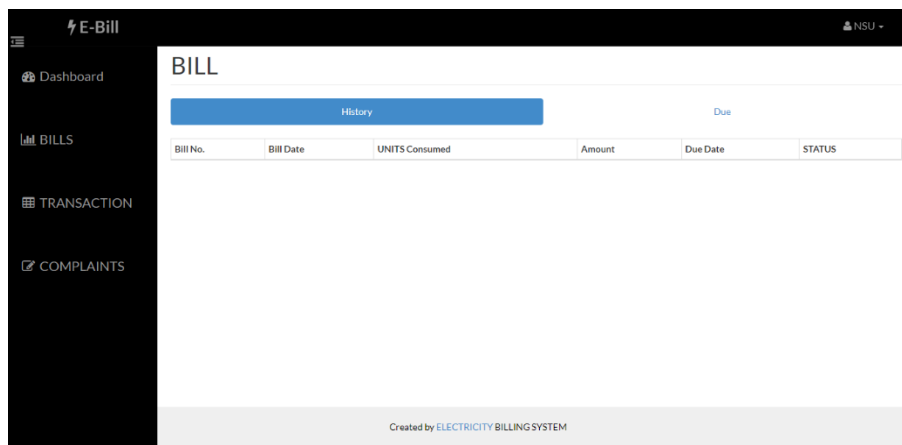 E-Bill
NSU
Dashboard
BILLS
TRANSACTION
COMPLAINTS
BILL
History Due
Bill No. Bill Date UNITS Consumed Amount Due Date STATUS
Created by ELECTRICITY BILLING SYSTEM